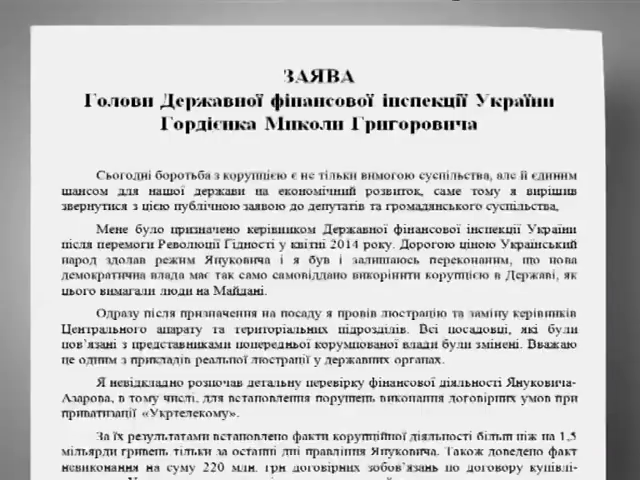 ЗАЯВА
Голови Державної фінансової інспекції України
Гордієнка Миколи Григоровича
Сьогодні боротьба з корупцією є не тільки вимогою суспільства, але й єдиним
шансом для нашої держави на економічний розвиток, саме тому я вирішив
звернутися з цією публічною заявою до депутатів та громадянського суспільства.
Мене було призначено керівником Державної фінансової інспекції України
після перемоги Революції Гідності у квітні 2014 року. Дорогою ціною Український
народ здолав режим Януковича і я був і залишаюсь переконаним, що нова
демократична влада має так само самовіддано викорінити корупцію в Державі, як
цього вимагали люди на Майдані.
Одразу після призначення на посаду я провів люстрацію та заміну керівників
Центрального апарату та територіальних підрозділів. Всі посадовці, які були
пов'язані з представниками попередньої корумпованої влади були змінені. Вважаю
це одним з прикладів реальної люстрації у державних органах.
Я невідкладно розпочав детальну перевірку фінансової діяльності Януковича-
Азарова, в тому числі, для встановлення порушень виконання договірних умов при
приватизації «Укртелекому».
За їх результатами встановлено факти корупційної діяльності більш ніж на 1,5
мільярди гривень тільки за останні дні правління Януковича. Також доведено факт
невиконання на суму 220 млн. грн договірних зобов'язань по договору купівлі-